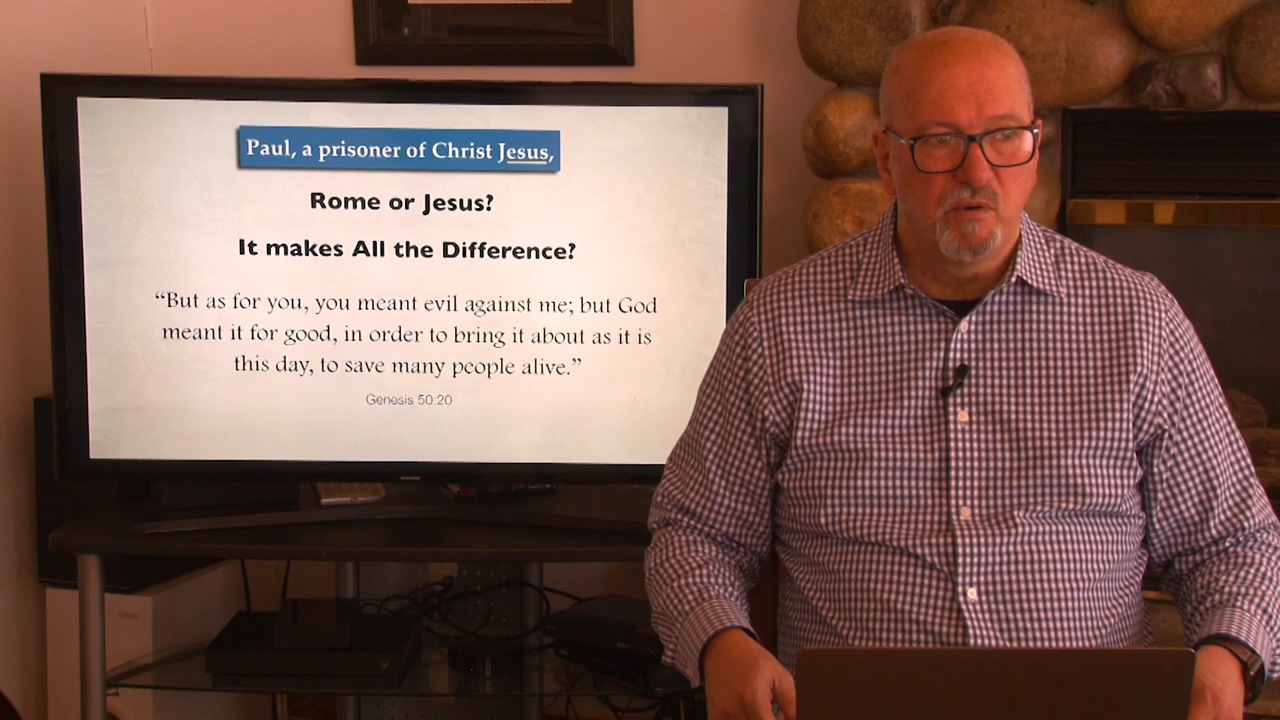 Paul, a prisoner of Christ Jesus,
Rome or Jesus?
It makes All the Difference?
“But as for you, you meant evil against me; but God
meant it for good, in order to bring it about as it is
this day, to save many people alive.”
Genesis 50:20
SAMSUNG